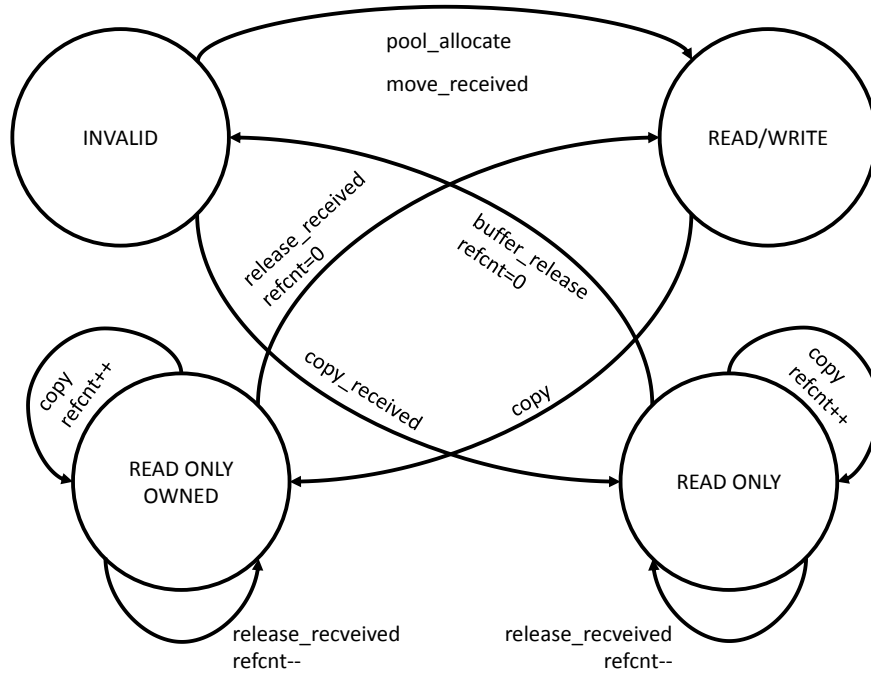 pool_allocate
move_received
INVALID
READ/WRITE
release_received
refcnt=0
buffer_release
refcnt=0
copy_received
copy
copy
refcnt++
copy
refcnt++
READ ONLY
OWNED
READ ONLY
release_recveived
refcnt--
release_recveived
refcnt--